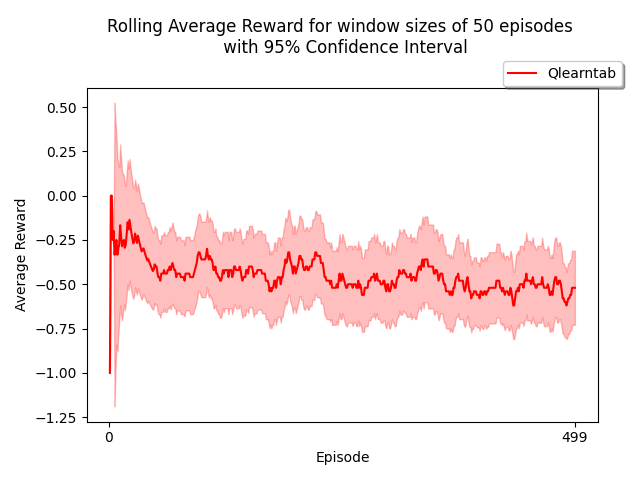 Rolling Average Reward for window sizes of 50 episodes
with 95% Confidence Interval
Qlearntab
0.50
0.25
0.00
−0.25
−0.50
−0.75
−1.00
−1.25
Average Reward
0
499
Episode